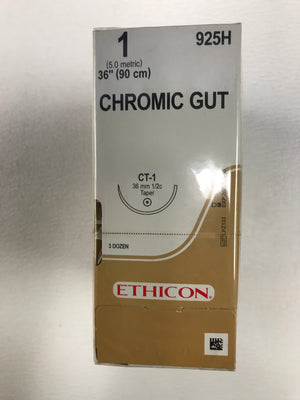 1
925H
(5.0 metric)
36" (90 cm)
CHROMIC GUT
CT-1
36 mm 1/2c
Taper
3 DOZEN
ETHICON